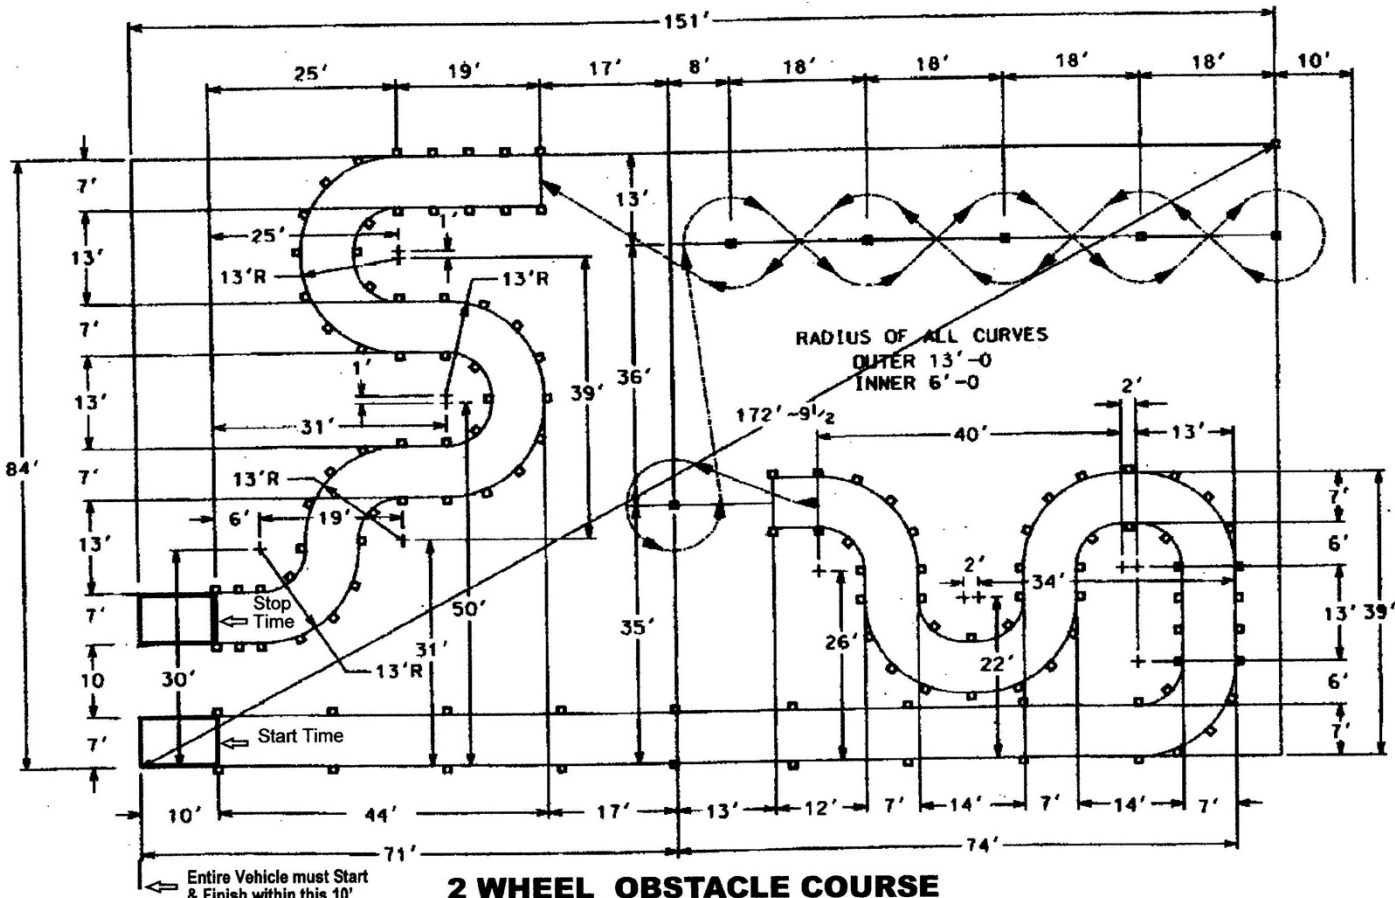 151'
25' 19' 17' 8' 18' 18' 18' 18' 10'
7'
13'
1'
25'
13'
13'R
13'R
7'
RADIUS OF ALL CURVES
OUTER 13'-0
INNER 6'-0
1'
39'
36'
2'
13'
31'
172'-9 1/2
40'
13'
84'
7'
13'R
7'
6' 19'
6'
13'
2'
34'
50'
13'
39'
7'
Stop
Time
35'
26'
31'
22'
10
30'
13'R
6'
7'
Start Time
7'
10' 44' 17' 13' 12' 7' 14' 7' 14' 7'
71' 74'
Entire Vehicle must Start
& Finish within this 10'
2 WHEEL OBSTACLE COURSE